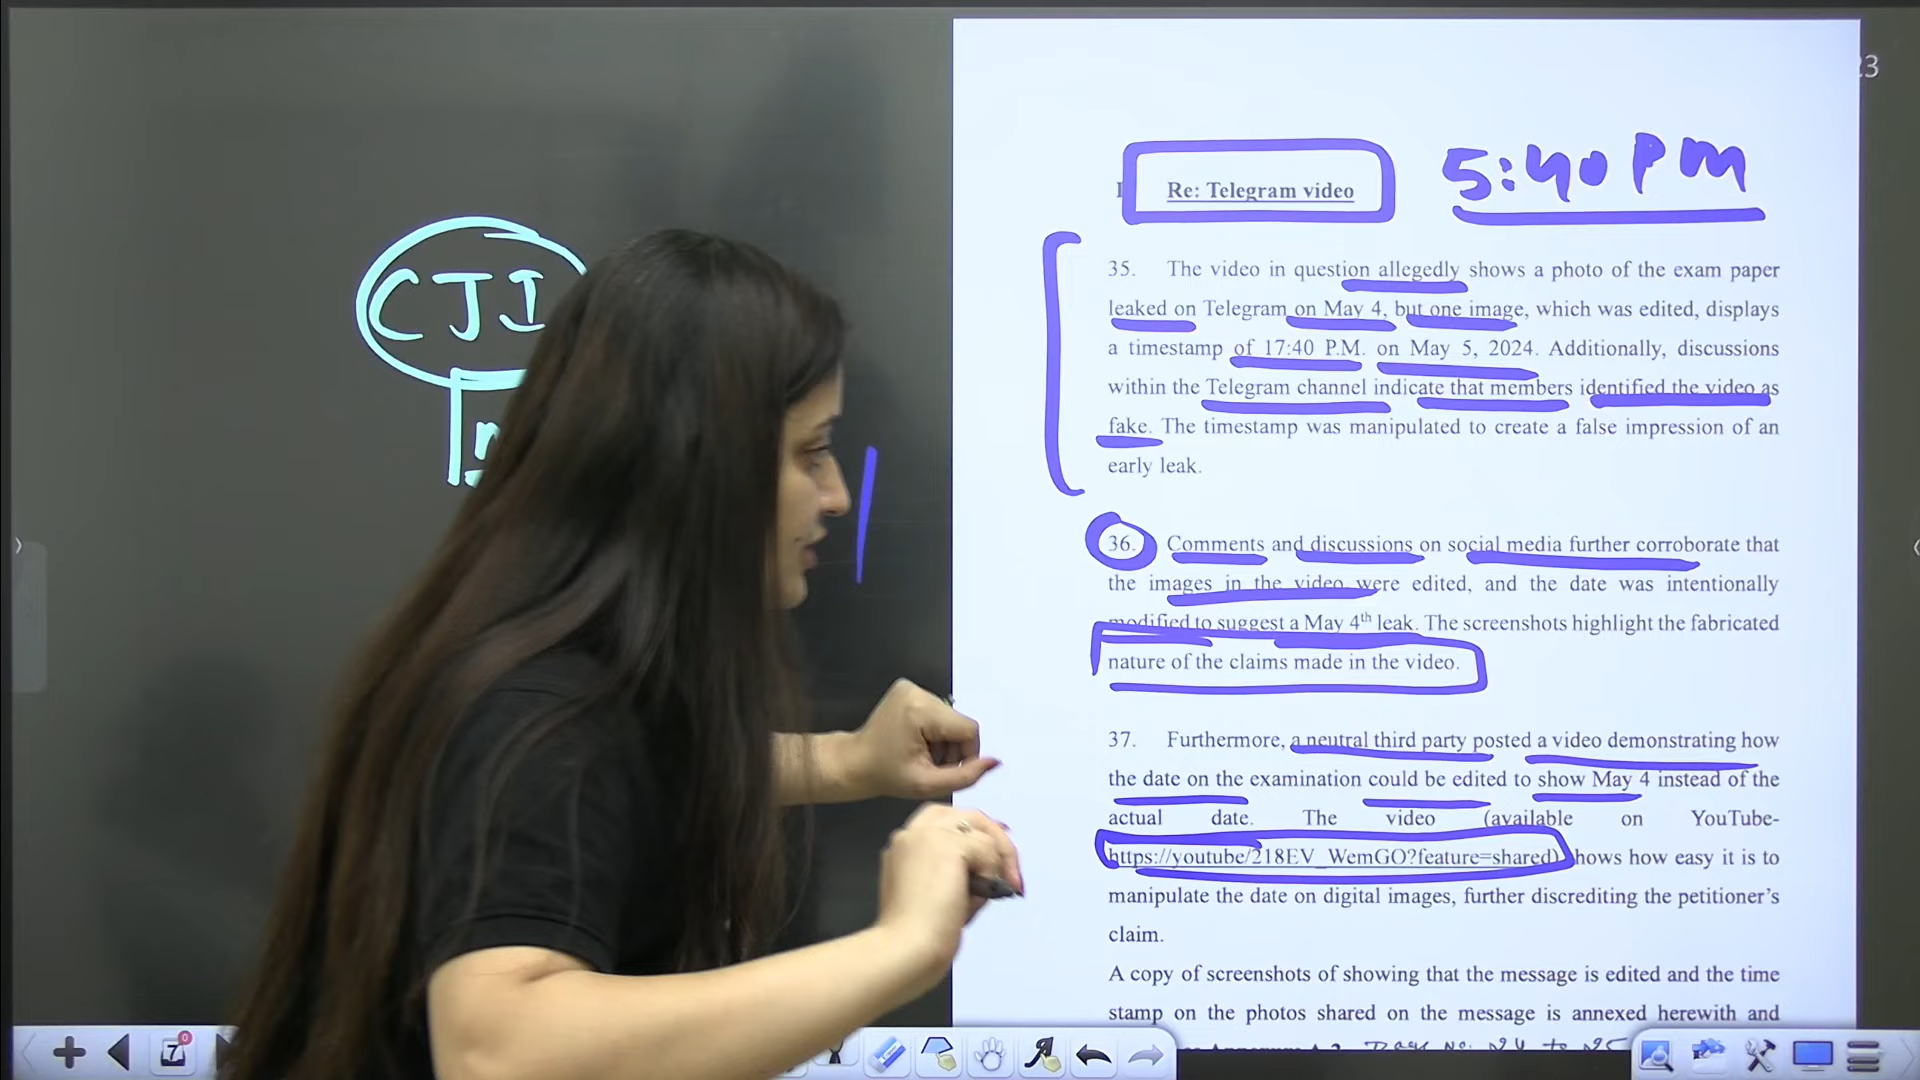 23
CJI
Re: Telegram video
5:40 PM
35. The video in question allegedly shows a photo of the exam paper
leaked on Telegram on May 4, but one image, which was edited, displays
a timestamp of 17:40 P.M. on May 5, 2024. Additionally, discussions
within the Telegram channel indicate that members identified the video as
fake. The timestamp was manipulated to create a false impression of an
early leak.
36. Comments and discussions on social media further corroborate that
the images in the video were edited, and the date was intentionally
modified to suggest a May 4th leak. The screenshots highlight the fabricated
nature of the claims made in the video.
37. Furthermore, a neutral third party posted a video demonstrating how
the date on the examination could be edited to show May 4 instead of the
actual date. The video (available on YouTube-
https://youtube/218EV_WemGO?feature=shared) hows how easy it is to
manipulate the date on digital images, further discrediting the petitioner's
claim.
A copy of screenshots of showing that the message is edited and the time
stamp on the photos shared on the message is annexed herewith and
7
0